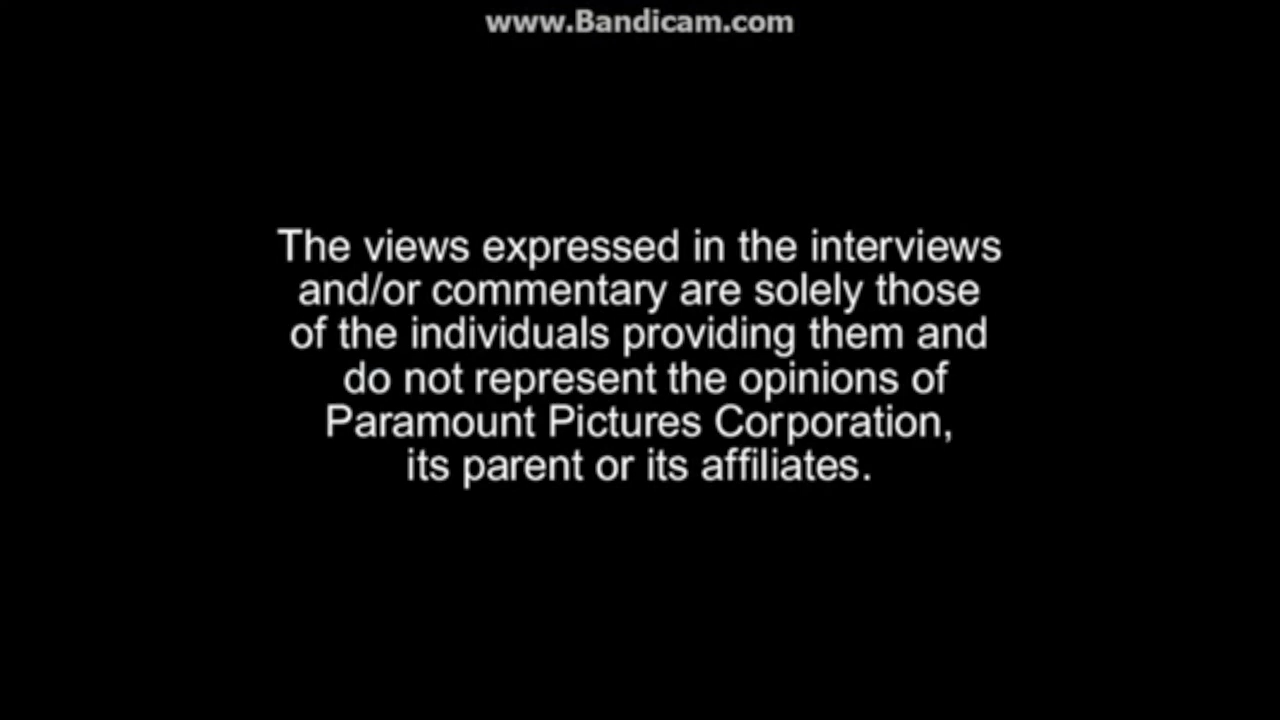 www.Bandicam.com
The views expressed in the interviews
and/or commentary are solely those
of the individuals providing them and
do not represent the opinions of
Paramount Pictures Corporation,
its parent or its affiliates.